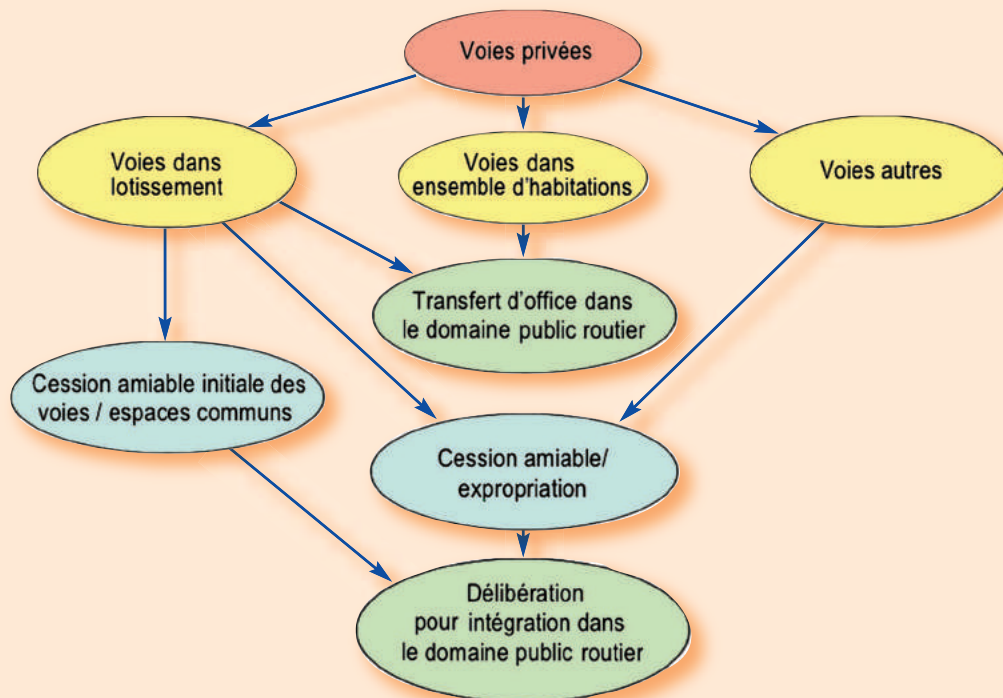 Voies privées
Voies dans
lotissement
Voies dans
ensemble d'habitations
Voies autres
Transfert d'office dans
le domaine public routier
Cession amiable initiale des
voies / espaces communs
Cession amiable/
expropriation
Délibération
pour intégration dans
le domaine public routier